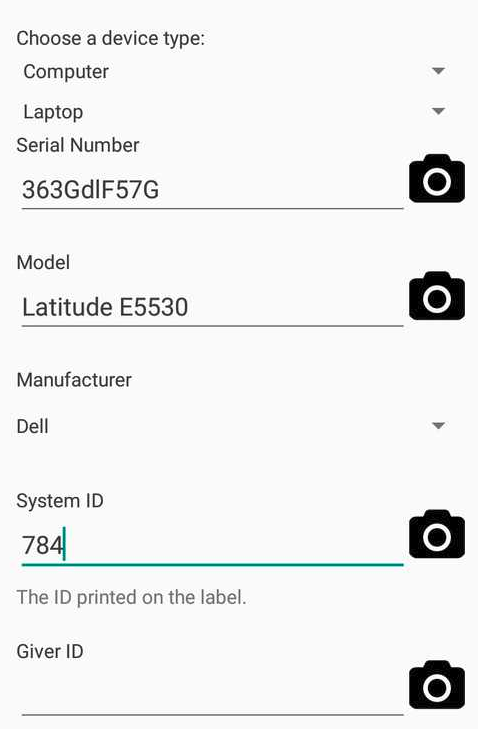 Choose a device type:
Computer
Laptop
Serial Number
363GdlF57G
Model
Latitude E5530
Manufacturer
Dell
System ID
784
The ID printed on the label.
Giver ID